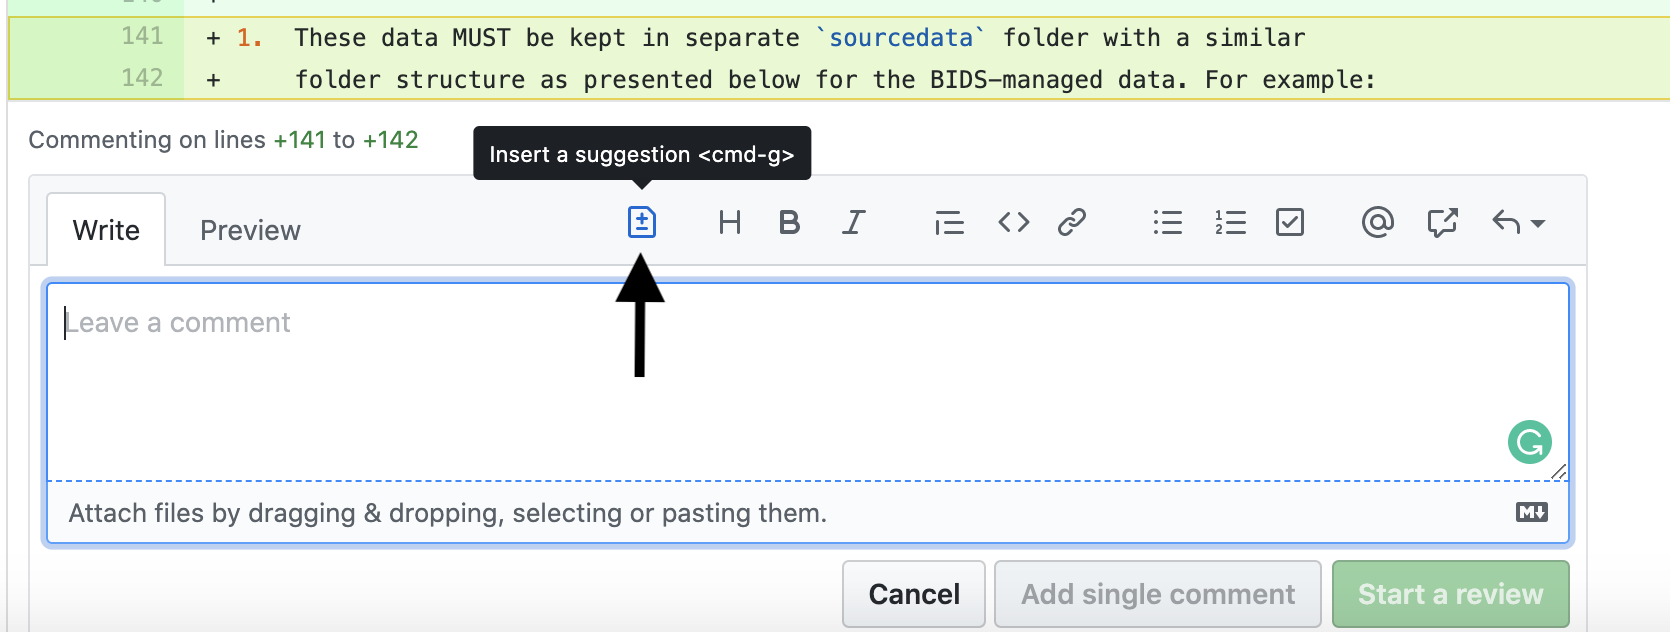 141 + 1. These data MUST be kept in separate `sourcedata` folder with a similar
142 + folder structure as presented below for the BIDS-managed data. For example:
Commenting on lines +141 to +142
Insert a suggestion <cmd-g>
Write Preview
Leave a comment
Attach files by dragging & dropping, selecting or pasting them.
Cancel Add single comment Start a review